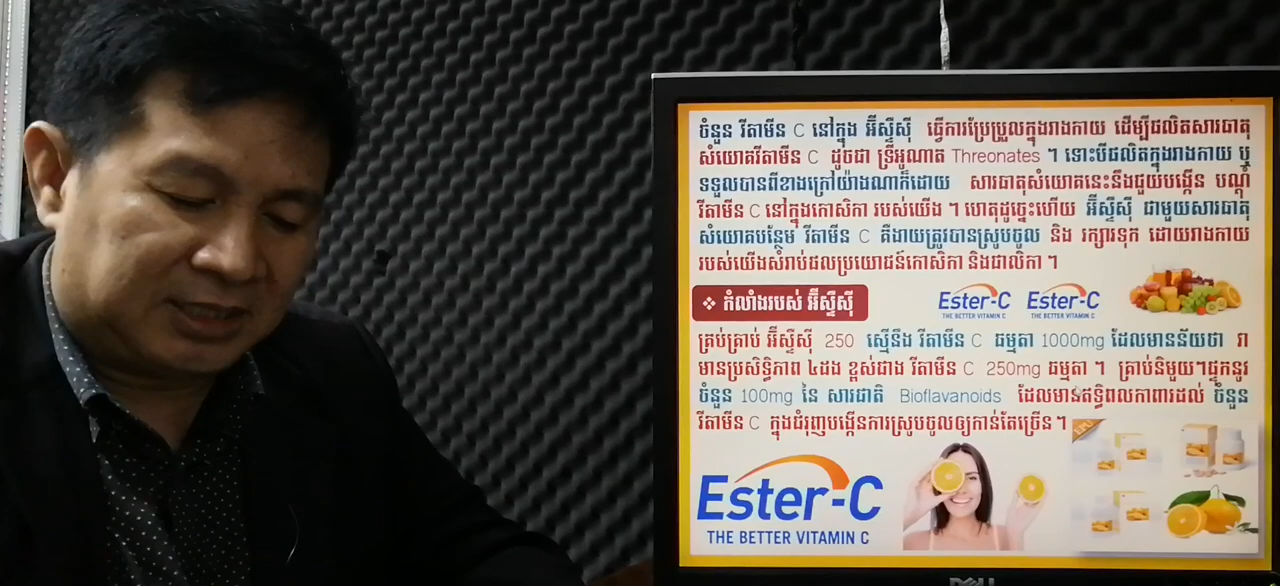 ចំនួន វីតាមីន C នៅក្នុង អ៊ីស្ទឺស៊ី ធ្វើការប្រែប្រួលក្នុងរាងកាយ ដើម្បីផលិតសារធាតុ
សំយោគវីតាមីន C ដូចជា ទ្រីអូណាត Threonates ។ ទោះបីផលិតក្នុងរាងកាយ ឬ
ទទួលបានពីខាងក្រៅយ៉ាងណាក៏ដោយ សារធាតុសំយោគនេះនឹងជួយបង្កើន បណ្តុំ
វីតាមីន C នៅក្នុងកោសិកា របស់យើង ។ ហេតុដូច្នេះហើយ អ៊ីស្ទឺស៊ី ជាមួយសារធាតុ
សំយោគបន្ថែម វីតាមីន C គឺងាយត្រូវបានស្រូបចូល និង រក្សារទុក ដោយរាងកាយ
របស់យើងសំរាប់ផលប្រយោជន៍កោសិកា និងជាលិកា ។
❖ កំលាំងរបស់ អ៊ីស្ទឺស៊ី
Ester-C Ester-C
THE BETTER VITAMIN C THE BETTER VITAMIN C
គ្រប់គ្រាប់ អ៊ីស្ទឺស៊ី 250 ស្មើនឹង វីតាមីន C ធម្មតា 1000mg ដែលមានន័យថា វា
មានប្រសិទ្ធិភាព ៤ដង ខ្ពស់ជាង វីតាមីន C 250mg ធម្មតា ។ គ្រាប់និមួយៗផ្ទុកនូវ
ចំនួន 100mg នៃ សារជាតិ Bioflavanoids ដែលមានឥទ្ធិពលការពារដល់ ចំនួន
វីតាមីន C ក្នុងជំរុញបង្កើនការស្រូបចូលឲ្យកាន់តែច្រើន ។
Ester-C
THE BETTER VITAMIN C
DELL